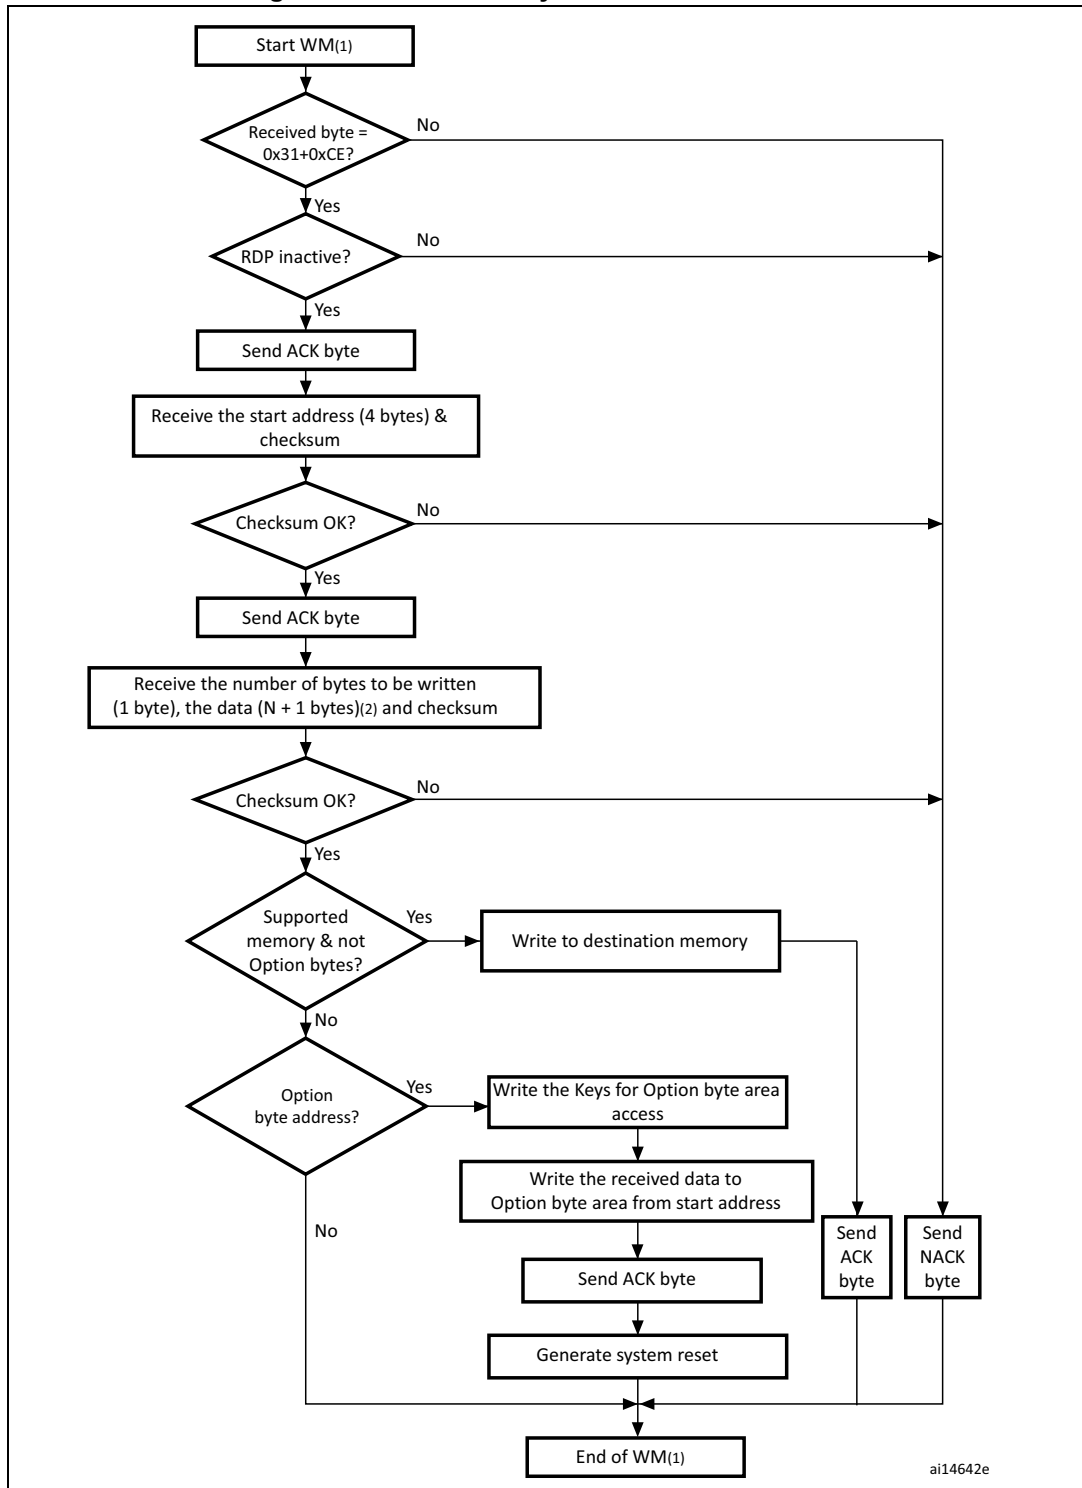 Start WM(1)
Received byte =
0x31+0xCE?
No
Yes
RDP inactive?
No
Yes
Send ACK byte
Receive the start address (4 bytes) &
checksum
Checksum OK?
No
Yes
Send ACK byte
Receive the number of bytes to be written
(1 byte), the data (N + 1 bytes)(2) and checksum
Checksum OK?
No
Yes
Supported
memory & not
Option bytes?
Yes
Write to destination memory
No
Option
byte address?
Yes
Write the Keys for Option byte area
access
Write the received data to
Option byte area from start address
No
Send
ACK
byte
Send
NACK
byte
Send ACK byte
Generate system reset
End of WM(1)
ai14642e